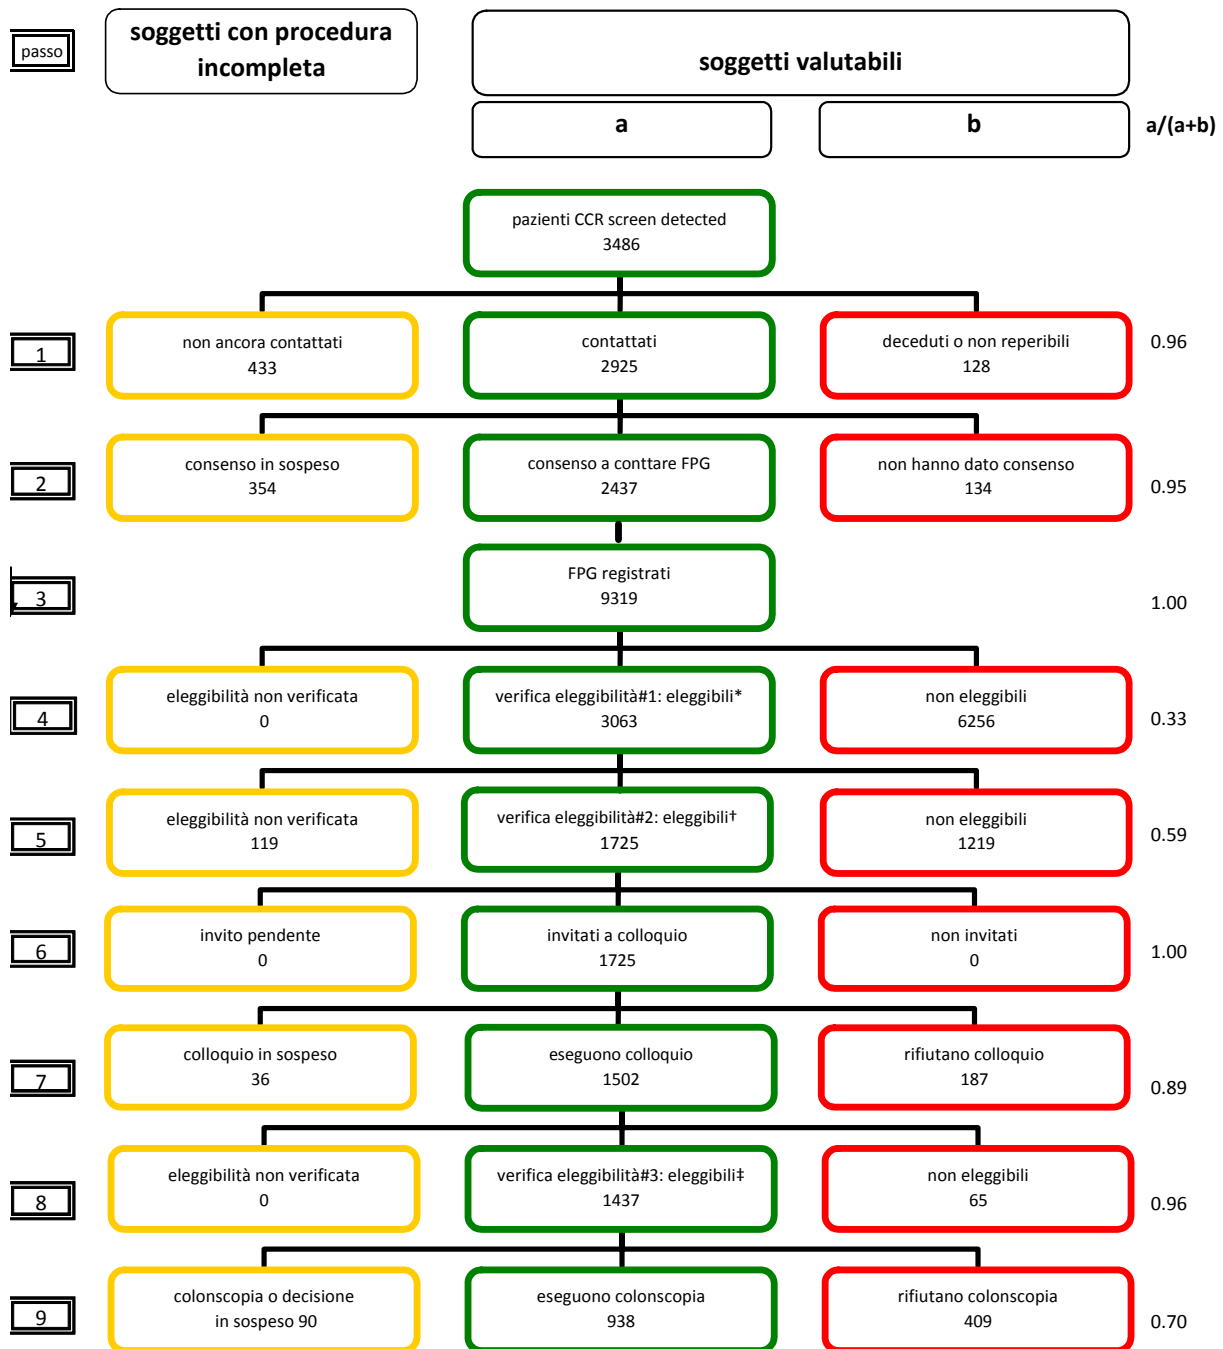 passo
soggetti con procedura
incompleta
soggetti valutabili
a
b
a/(a+b)
pazienti CCR screen detected
3486
1
non ancora contattati
433
contattati
2925
deceduti o non reperibili
128
0.96
2
consenso in sospeso
354
consenso a conttare FPG
2437
non hanno dato consenso
134
0.95
3
FPG registrati
9319
1.00
4
eleggibilità non verificata
0
verifica eleggibilità#1: eleggibili*
3063
non eleggibili
6256
0.33
5
eleggibilità non verificata
119
verifica eleggibilità#2: eleggibili†
1725
non eleggibili
1219
0.59
6
invito pendente
0
invitati a colloquio
1725
non invitati
0
1.00
7
colloquio in sospeso
36
eseguono colloquio
1502
rifiutano colloquio
187
0.89
8
eleggibilità non verificata
0
verifica eleggibilità#3: eleggibili‡
1437
non eleggibili
65
0.96
9
colonscopia o decisione
in sospeso 90
eseguono colonscopia
938
rifiutano colonscopia
409
0.70